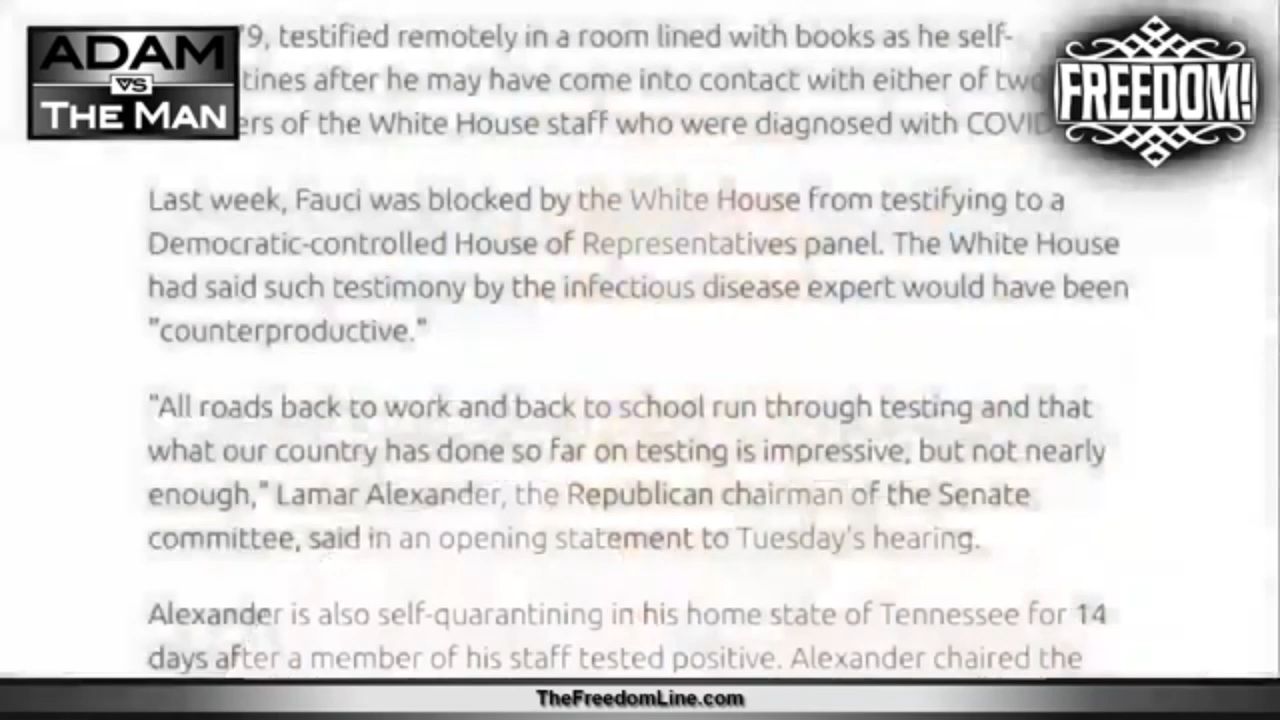 ADAM
VS
THE MAN
FREEDOM!
9, testified remotely in a room lined with books as he self-
tines after he may have come into contact with either of two
ers of the White House staff who were diagnosed with COVID
Last week, Fauci was blocked by the White House from testifying to a
Democratic-controlled House of Representatives panel. The White House
had said such testimony by the infectious disease expert would have been
"counterproductive."
"All roads back to work and back to school run through testing and that
what our country has done so far on testing is impressive, but not nearly
enough," Lamar Alexander, the Republican chairman of the Senate
committee, said in an opening statement to Tuesday's hearing.
Alexander is also self-quarantining in his home state of Tennessee for 14
days after a member of his staff tested positive. Alexander chaired the
TheFreedomLine.com